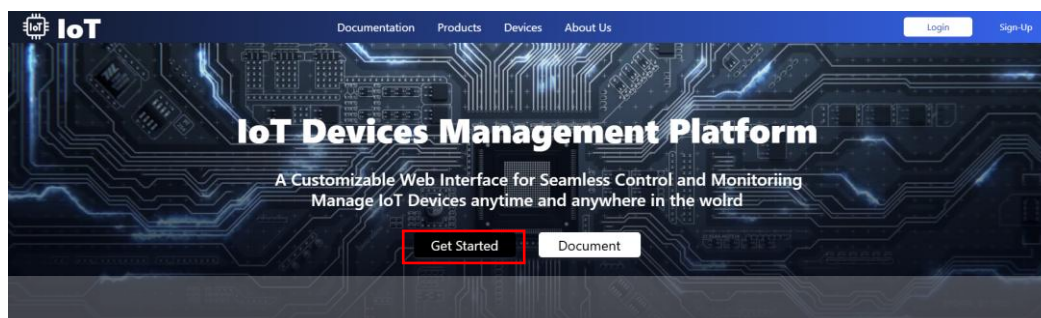 IoT IoT
Documentation Products Devices About Us
Login Sign-Up
IoT Devices Management Platform
A Customizable Web Interface for Seamless Control and Monitoriing
Manage IoT Devices anytime and anywhere in the wolrd
Get Started Document